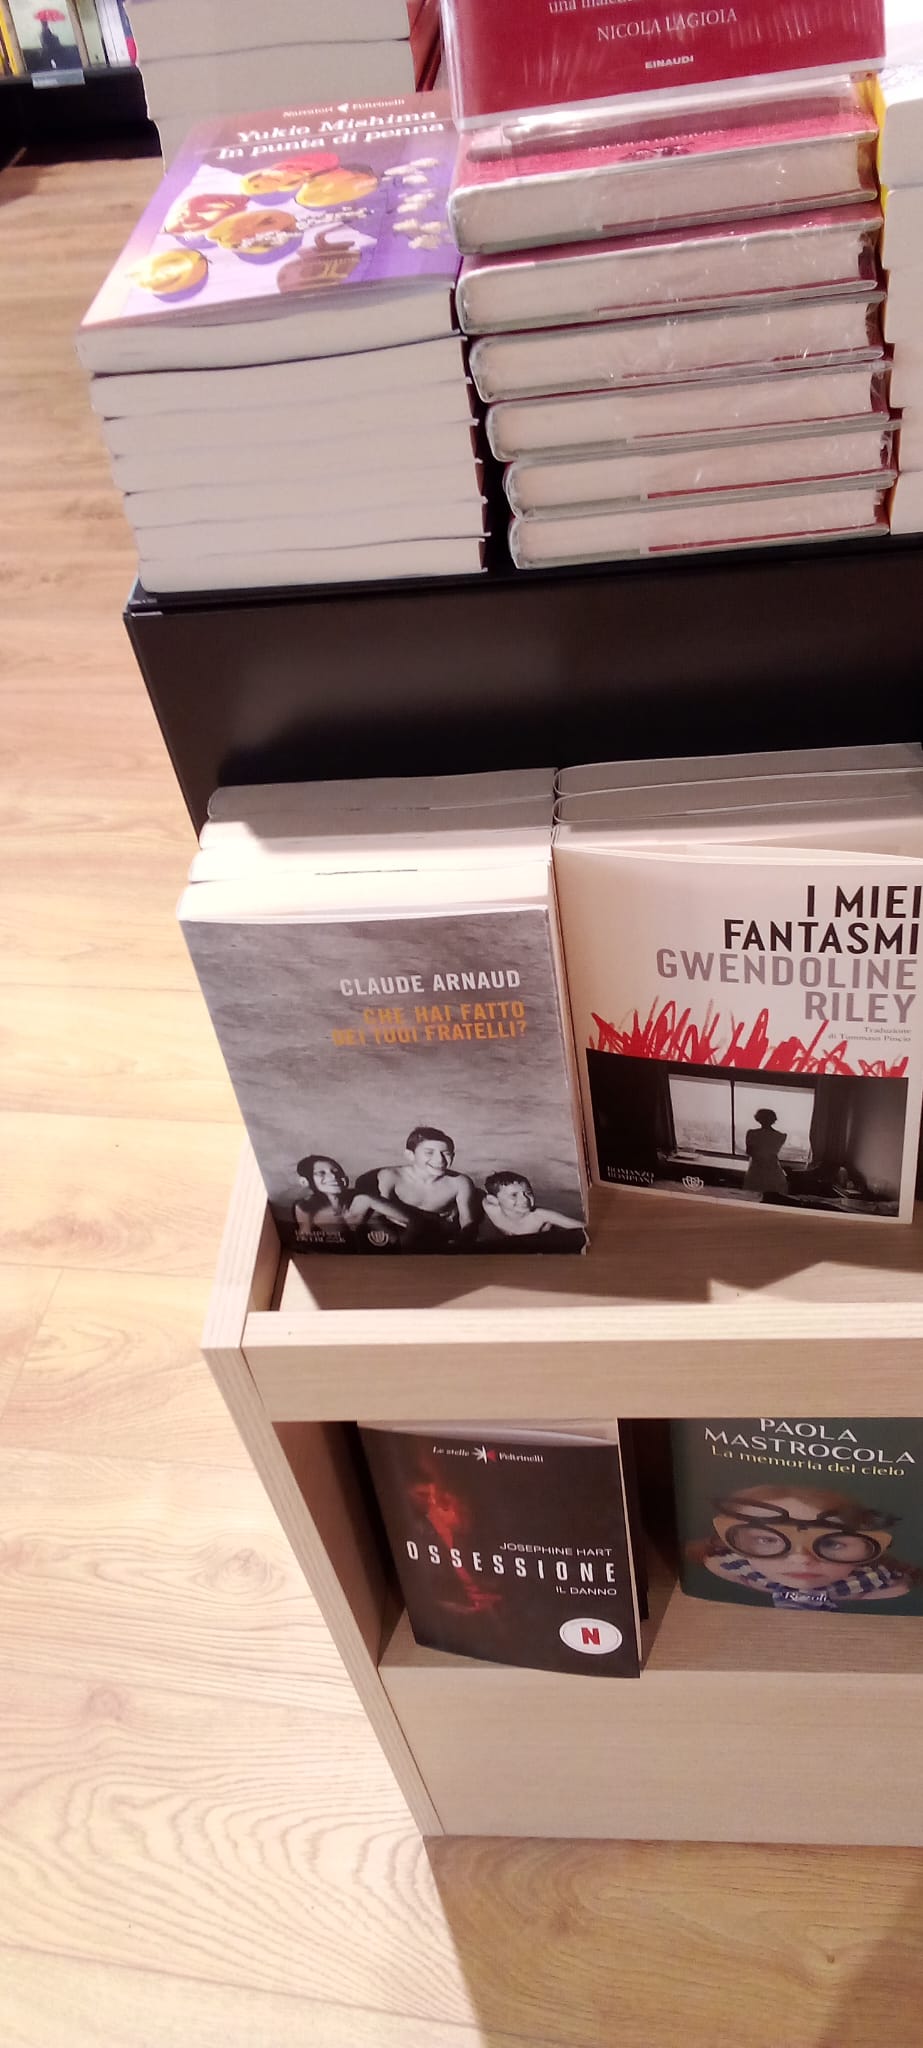 NICOLA LAGIOIA
EINAUDI
Narratori Feltrinelli
Yukio Mishima
In punta di penna
I MIEI
FANTASMI
GWENDOLINE
RILEY
Traduzione
di Tommaso Pincio
ROMANZO
BOMPIANI
CLAUDE ARNAUD
CHE HAI FATTO
DEI TUOI FRATELLI?
Le stelle Feltrinelli
JOSEPHINE HART
OSSESSIONE
IL DANNO
N
PAOLA
MASTROCOLA
La memoria del cielo
Rizzoli